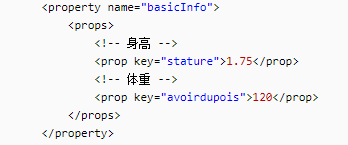 <property name="basicInfo">
<props>
<!-- 身高 -->
<prop key="stature">1.75</prop>
<!-- 体重 -->
<prop key="avoirdupois">120</prop>
</props>
</property>